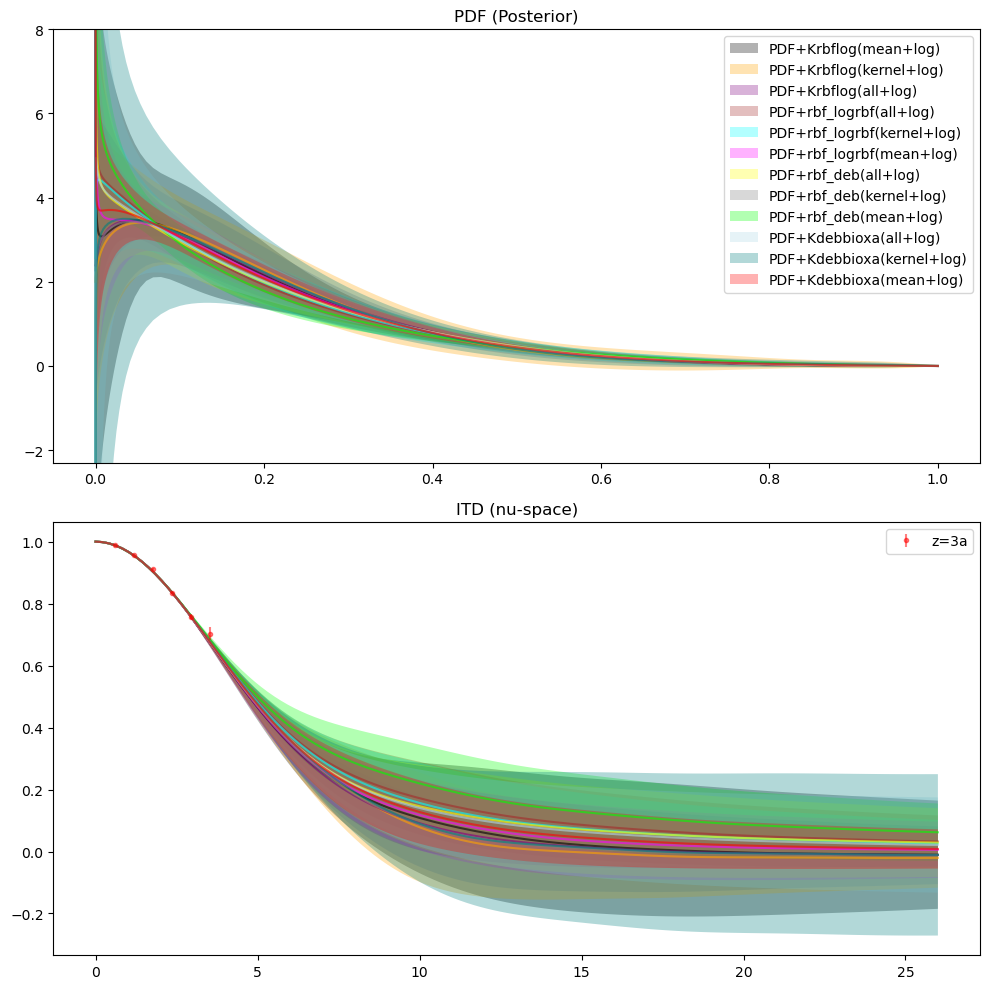 PDF (Posterior)
8
6
4
2
0
−2
PDF+Krbflog(mean+log)
PDF+Krbflog(kernel+log)
PDF+Krbflog(all+log)
PDF+rbf_logrbf(all+log)
PDF+rbf_logrbf(kernel+log)
PDF+rbf_logrbf(mean+log)
PDF+rbf_deb(all+log)
PDF+rbf_deb(kernel+log)
PDF+rbf_deb(mean+log)
PDF+Kdebbioxa(all+log)
PDF+Kdebbioxa(kernel+log)
PDF+Kdebbioxa(mean+log)
0.0 0.2 0.4 0.6 0.8 1.0
ITD (nu-space)
1.0
0.8
0.6
0.4
0.2
0.0
−0.2
z=3a
0 5 10 15 20 25